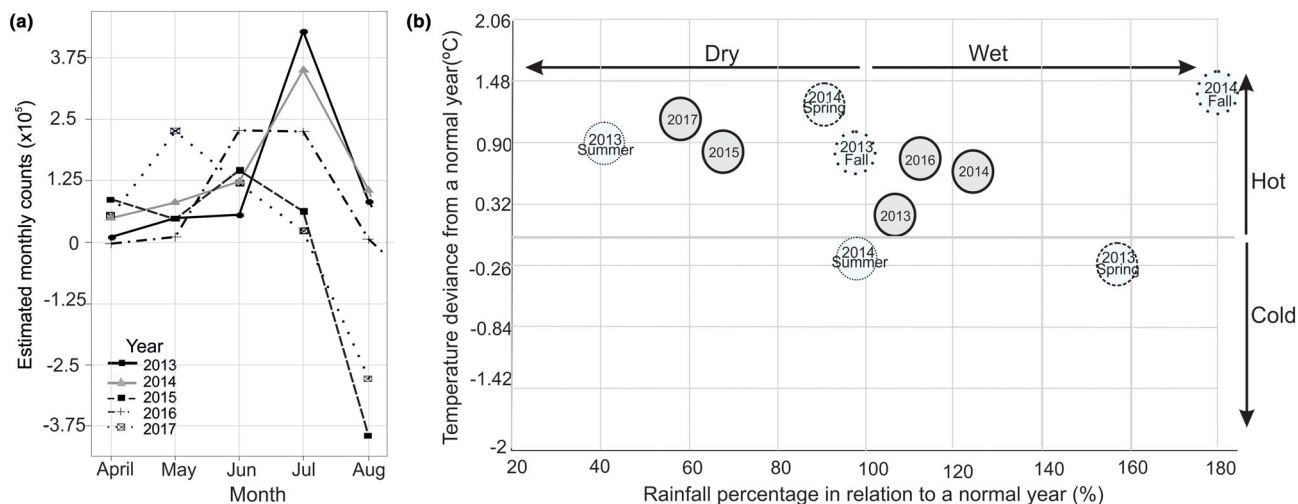 (a)
Estimated monthly counts (x10⁵)
3.75
2.5
1.25
0
-1.25
-2.5
-3.75
Year
2013
2014
2015
2016
2017
April May Jun Jul Aug
Month
(b)
Temperature deviance from a normal year(ºC)
2.06
1.48
0.90
0.32
-0.26
-0.84
-1.42
-2
Dry
Wet
2014
Fall
2014
Spring
2017
2013
Summer
2015
2013
Fall
2016
2014
2013
2014
Summer
2013
Spring
Hot
Cold
20 40 60 80 100 120 140 160 180
Rainfall percentage in relation to a normal year (%)